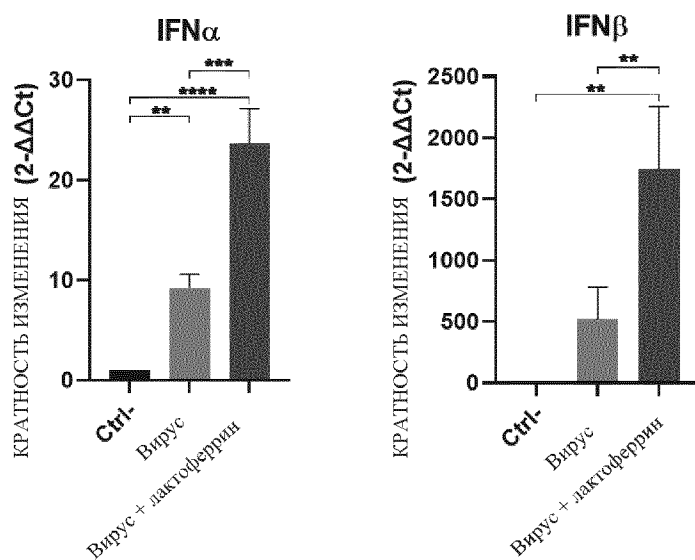 IFNα
КРАТНОСТЬ ИЗМЕНЕНИЯ (2-ΔΔCt)
30
20
10
0
***
****
**
Ctrl-
Вирус
Вирус + лактоферрин
IFNβ
КРАТНОСТЬ ИЗМЕНЕНИЯ (2-ΔΔCt)
2500
2000
1500
1000
500
0
**
**
Ctrl-
Вирус
Вирус + лактоферрин